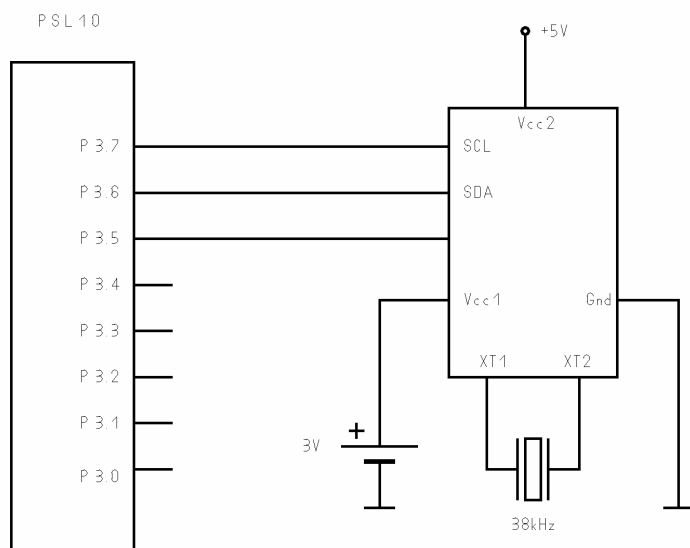 PSL10
+5V
Vcc2
P3.7
SCL
P3.6
SDA
P3.5
P3.4
Vcc1
Gnd
P3.3
P3.2
XT1
XT2
P3.1
+
3V
P3.0
38kHz